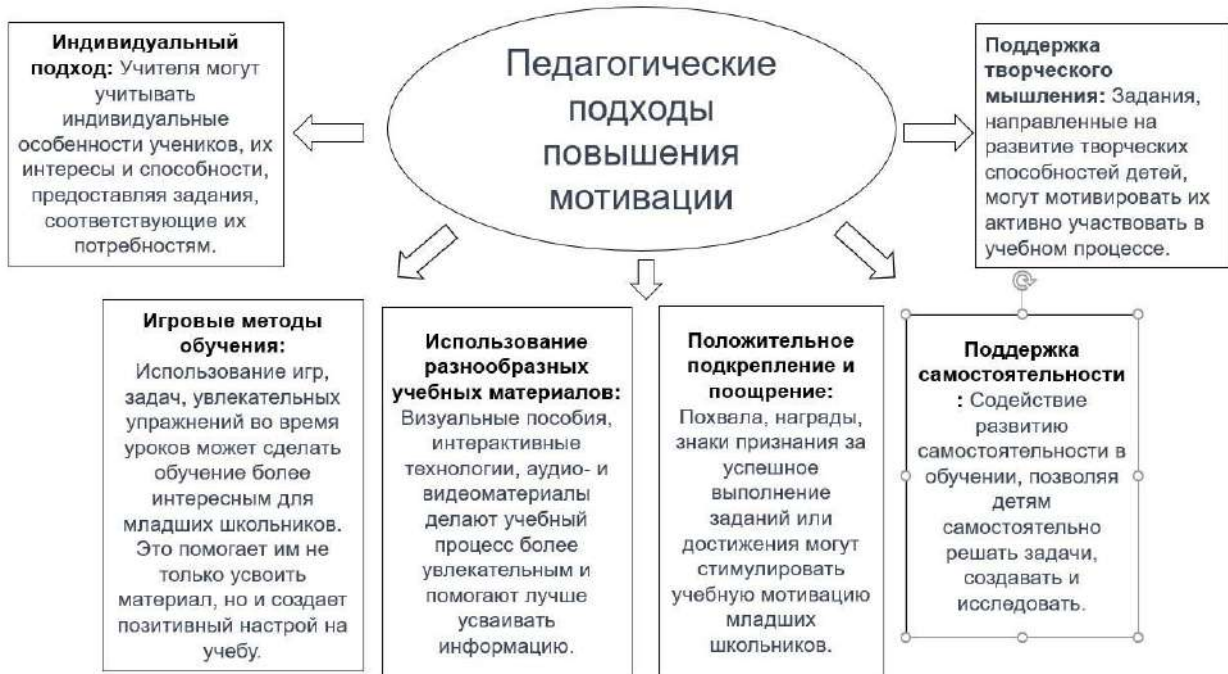 Педагогические
подходы
повышения
мотивации
Индивидуальный
подход: Учителя могут
учитывать
индивидуальные
особенности учеников, их
интересы и способности,
предоставляя задания,
соответствующие их
потребностям.
Поддержка
творческого
мышления: Задания,
направленные на
развитие творческих
способностей детей,
могут мотивировать их
активно участвовать в
учебном процессе.
Игровые методы
обучения:
Использование игр,
задач, увлекательных
упражнений во время
уроков может сделать
обучение более
интересным для
младших школьников.
Это помогает им не
только усвоить
материал, но и создает
позитивный настрой на
учебу.
Использование
разнообразных
учебных материалов:
Визуальные пособия,
интерактивные
технологии, аудио- и
видеоматериалы
делают учебный
процесс более
увлекательным и
помогают лучше
усваивать
информацию.
Положительное
подкрепление и
поощрение:
Похвала, награды,
знаки признания за
успешное
выполнение
заданий или
достижения могут
стимулировать
учебную мотивацию
младших
школьников.
Поддержка
самостоятельности
: Содействие
развитию
самостоятельности в
обучении, позволяя
детям
самостоятельно
решать задачи,
создавать и
исследовать.